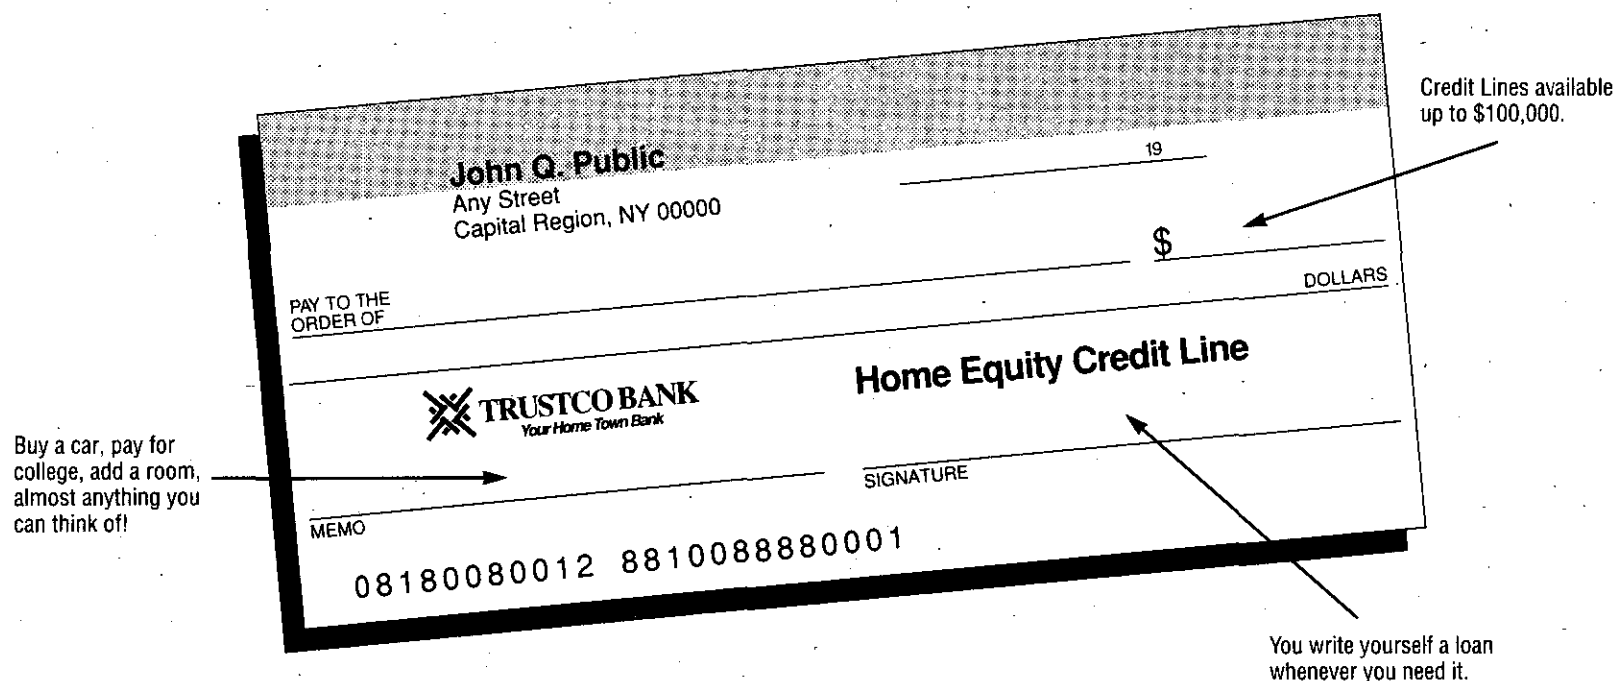 Credit Lines available
up to $100,000.
John Q. Public
Any Street
Capital Region, NY 00000
19
$
PAY TO THE
ORDER OF
DOLLARS
TRUSTCO BANK
Your Home Town Bank
Home Equity Credit Line
Buy a car, pay for
college, add a room,
almost anything you
can think of!
MEMO
SIGNATURE
08180080012 8810088880001
You write yourself a loan
whenever you need it.